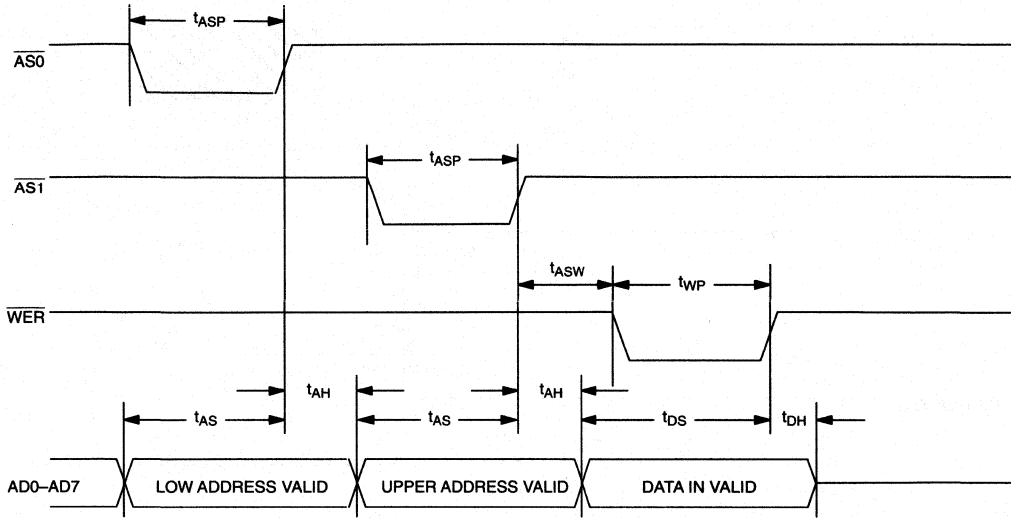 tASP
AS0
tASP
AS1
tASW
tWP
WER
tAH
tAH
tAS
tAS
tDS
tDH
AD0–AD7
LOW ADDRESS VALID
UPPER ADDRESS VALID
DATA IN VALID